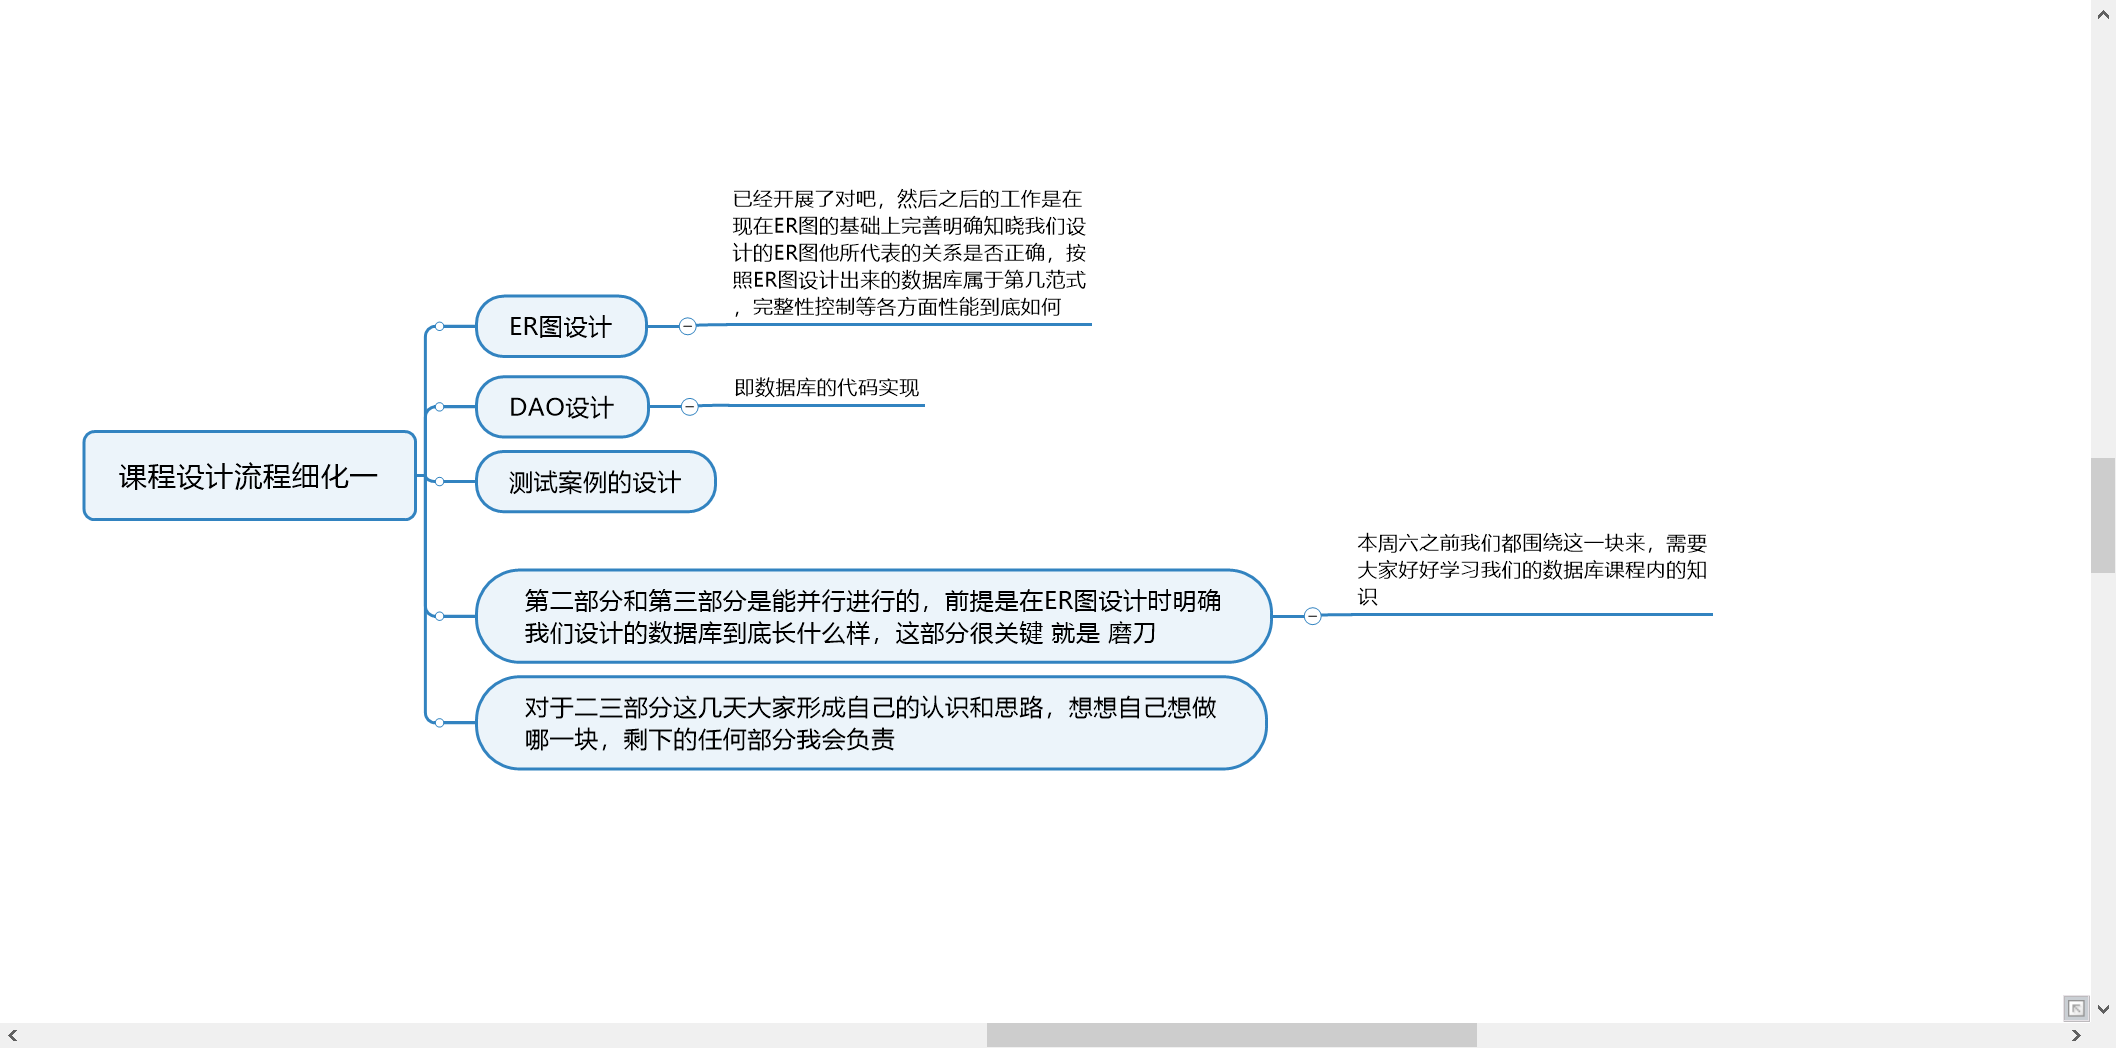 课程设计流程细化一
ER图设计
已经开展了对吧，然后之后的工作是在
现在ER图的基础上完善明确知晓我们设
计的ER图他所代表的关系是否正确，按
照ER图设计出来的数据库属于第几范式
，完整性控制等各方面性能到底如何
DAO设计
即数据库的代码实现
测试案例的设计
第二部分和第三部分是能并行进行的，前提是在ER图设计时明确
我们设计的数据库到底长什么样，这部分很关键 就是 磨刀
本周六之前我们都围绕这一块来，需要
大家好好学习我们的数据库课程内的知
识
对于二三部分这几天大家形成自己的认识和思路，想想自己想做
哪一块，剩下的任何部分我会负责